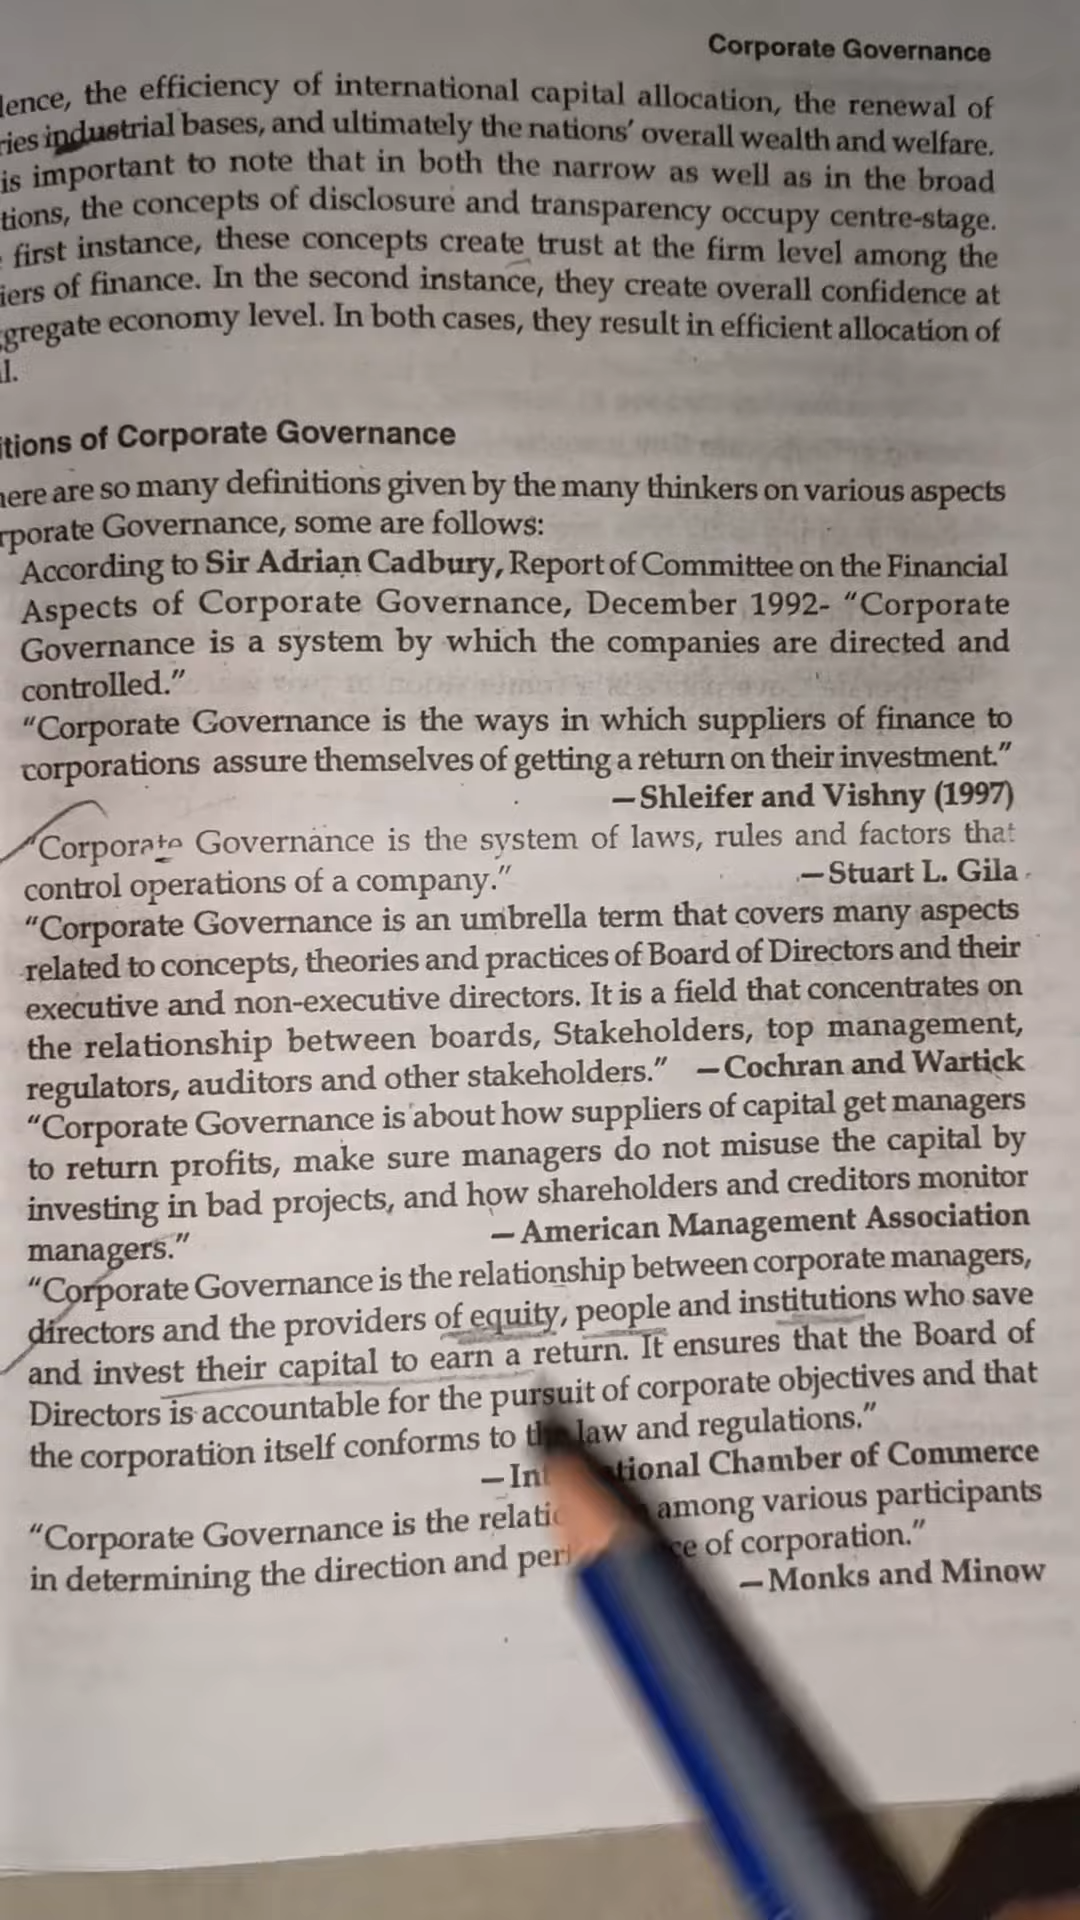 Corporate Governance
lence, the efficiency of international capital allocation, the renewal of
ries industrial bases, and ultimately the nations' overall wealth and welfare.
is important to note that in both the narrow as well as in the broad
tions, the concepts of disclosure and transparency occupy centre-stage.
first instance, these concepts create trust at the firm level among the
iers of finance. In the second instance, they create overall confidence at
gregate economy level. In both cases, they result in efficient allocation of
l.
itions of Corporate Governance
here are so many definitions given by the many thinkers on various aspects
rporate Governance, some are follows:
According to Sir Adrian Cadbury, Report of Committee on the Financial
Aspects of Corporate Governance, December 1992- "Corporate
Governance is a system by which the companies are directed and
controlled."
"Corporate Governance is the ways in which suppliers of finance to
corporations assure themselves of getting a return on their investment."
—Shleifer and Vishny (1997)
"Corporate Governance is the system of laws, rules and factors that
control operations of a company." —Stuart L. Gila
"Corporate Governance is an umbrella term that covers many aspects
related to concepts, theories and practices of Board of Directors and their
executive and non-executive directors. It is a field that concentrates on
the relationship between boards, Stakeholders, top management,
regulators, auditors and other stakeholders." —Cochran and Wartick
"Corporate Governance is about how suppliers of capital get managers
to return profits, make sure managers do not misuse the capital by
investing in bad projects, and how shareholders and creditors monitor
managers." —American Management Association
"Corporate Governance is the relationship between corporate managers,
directors and the providers of equity, people and institutions who save
and invest their capital to earn a return. It ensures that the Board of
Directors is accountable for the pursuit of corporate objectives and that
the corporation itself conforms to the law and regulations."
—Int tional Chamber of Commerce
"Corporate Governance is the relatio among various participants
in determining the direction and per ce of corporation."
—Monks and Minow